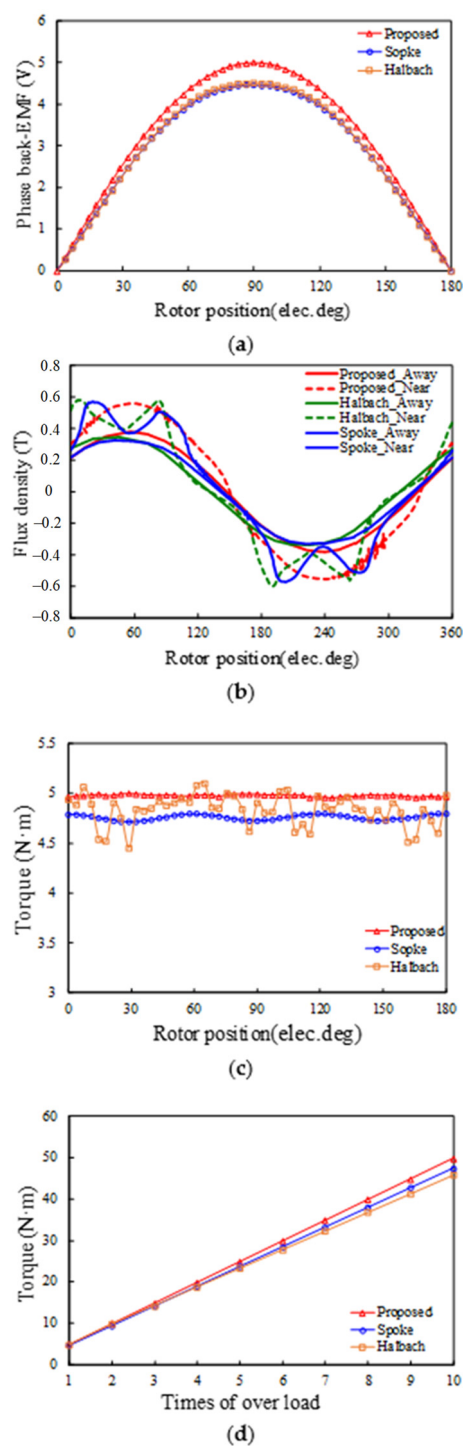 6
5
4
3
2
1
0
Phase back-EMF (V)
Proposed
Sopke
Halbach
0 30 60 90 120 150 180
Rotor position(elec.deg)
(a)
0.8
0.6
0.4
0.2
0
−0.2
−0.4
−0.6
−0.8
Flux density (T)
Proposed_Away
Proposed_Near
Halbach_Away
Halbach_Near
Spoke_Away
Spoke_Near
0 60 120 180 240 300 360
Rotor position(elec.deg)
(b)
5.5
5
4.5
4
3.5
3
Torque (N·m)
Proposed
Sopke
Halbach
0 30 60 90 120 150 180
Rotor position(elec.deg)
(c)
60
50
40
30
20
10
0
Torque (N·m)
Proposed
Spoke
Halbach
1 2 3 4 5 6 7 8 9 10
Times of over load
(d)